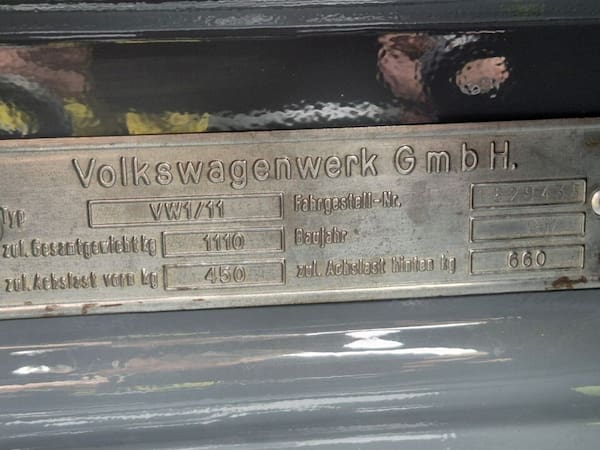 Volkswagenwerk GmbH.
Typ VW1/11 Fahrgestell-Nr.
zul. Gesamtgewicht kg 1110 Baujahr
zul. Achslast vorn kg 450 zul. Achslast hinten kg 660